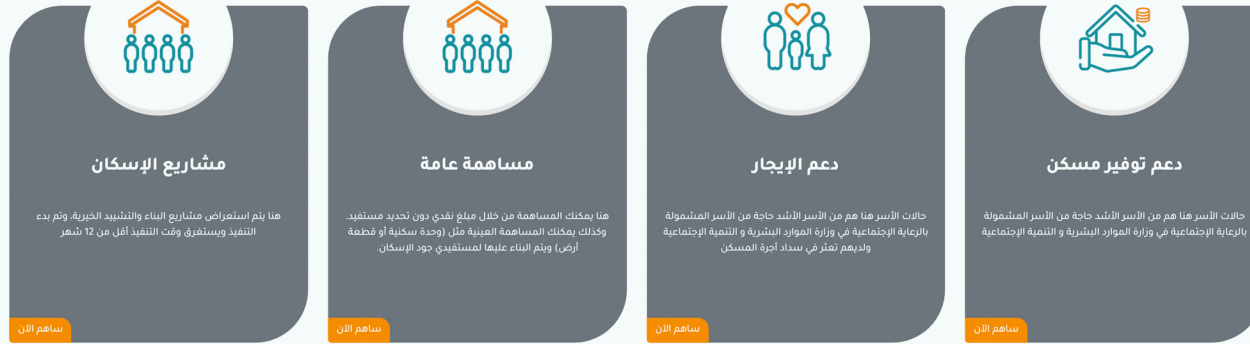 دعم توفير مسكن
حالات الأسر هنا هم من الأسر الأشد حاجة من الأسر المشمولة
بالرعاية الإجتماعية في وزارة الموارد البشرية و التنمية الإجتماعية
ساهم الآن
دعم الإيجار
حالات الأسر هنا هم من الأسر الأشد حاجة من الأسر المشمولة
بالرعاية الإجتماعية في وزارة الموارد البشرية و التنمية الإجتماعية
ولديهم تعثر في سداد أجرة المسكن
ساهم الآن
مساهمة عامة
هنا يمكنك المساهمة من خلال مبلغ نقدي دون تحديد مستفيد.
وكذلك يمكنك المساهمة العينية مثل (وحدة سكنية أو قطعة
أرض) ويتم البناء عليها لمستفيدي جود الإسكان.
ساهم الآن
مشاريع الإسكان
هنا يتم استعراض مشاريع البناء والتشييد الخيرية، وتم بدء
التنفيذ ويستغرق وقت التنفيذ أقل من 12 شهر
ساهم الآن